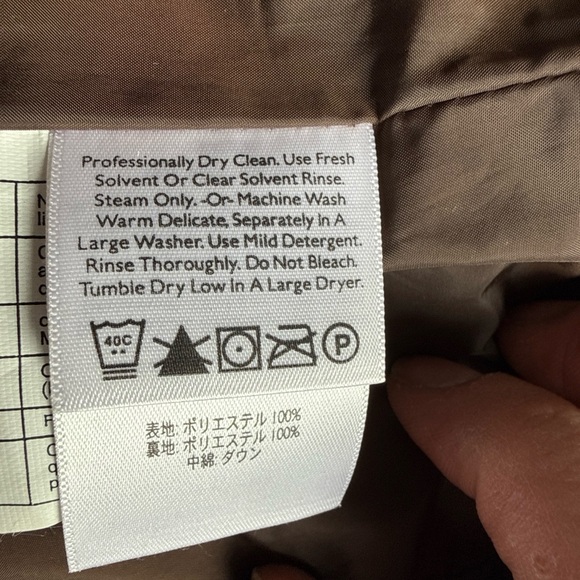 Professionally Dry Clean. Use Fresh
Solvent Or Clear Solvent Rinse.
Steam Only. -Or- Machine Wash
Warm Delicate, Separately In A
Large Washer. Use Mild Detergent.
Rinse Thoroughly. Do Not Bleach.
Tumble Dry Low In A Large Dryer.
40C
P
表地: ポリエステル 100%
裏地: ポリエステル 100%
中綿: ダウン